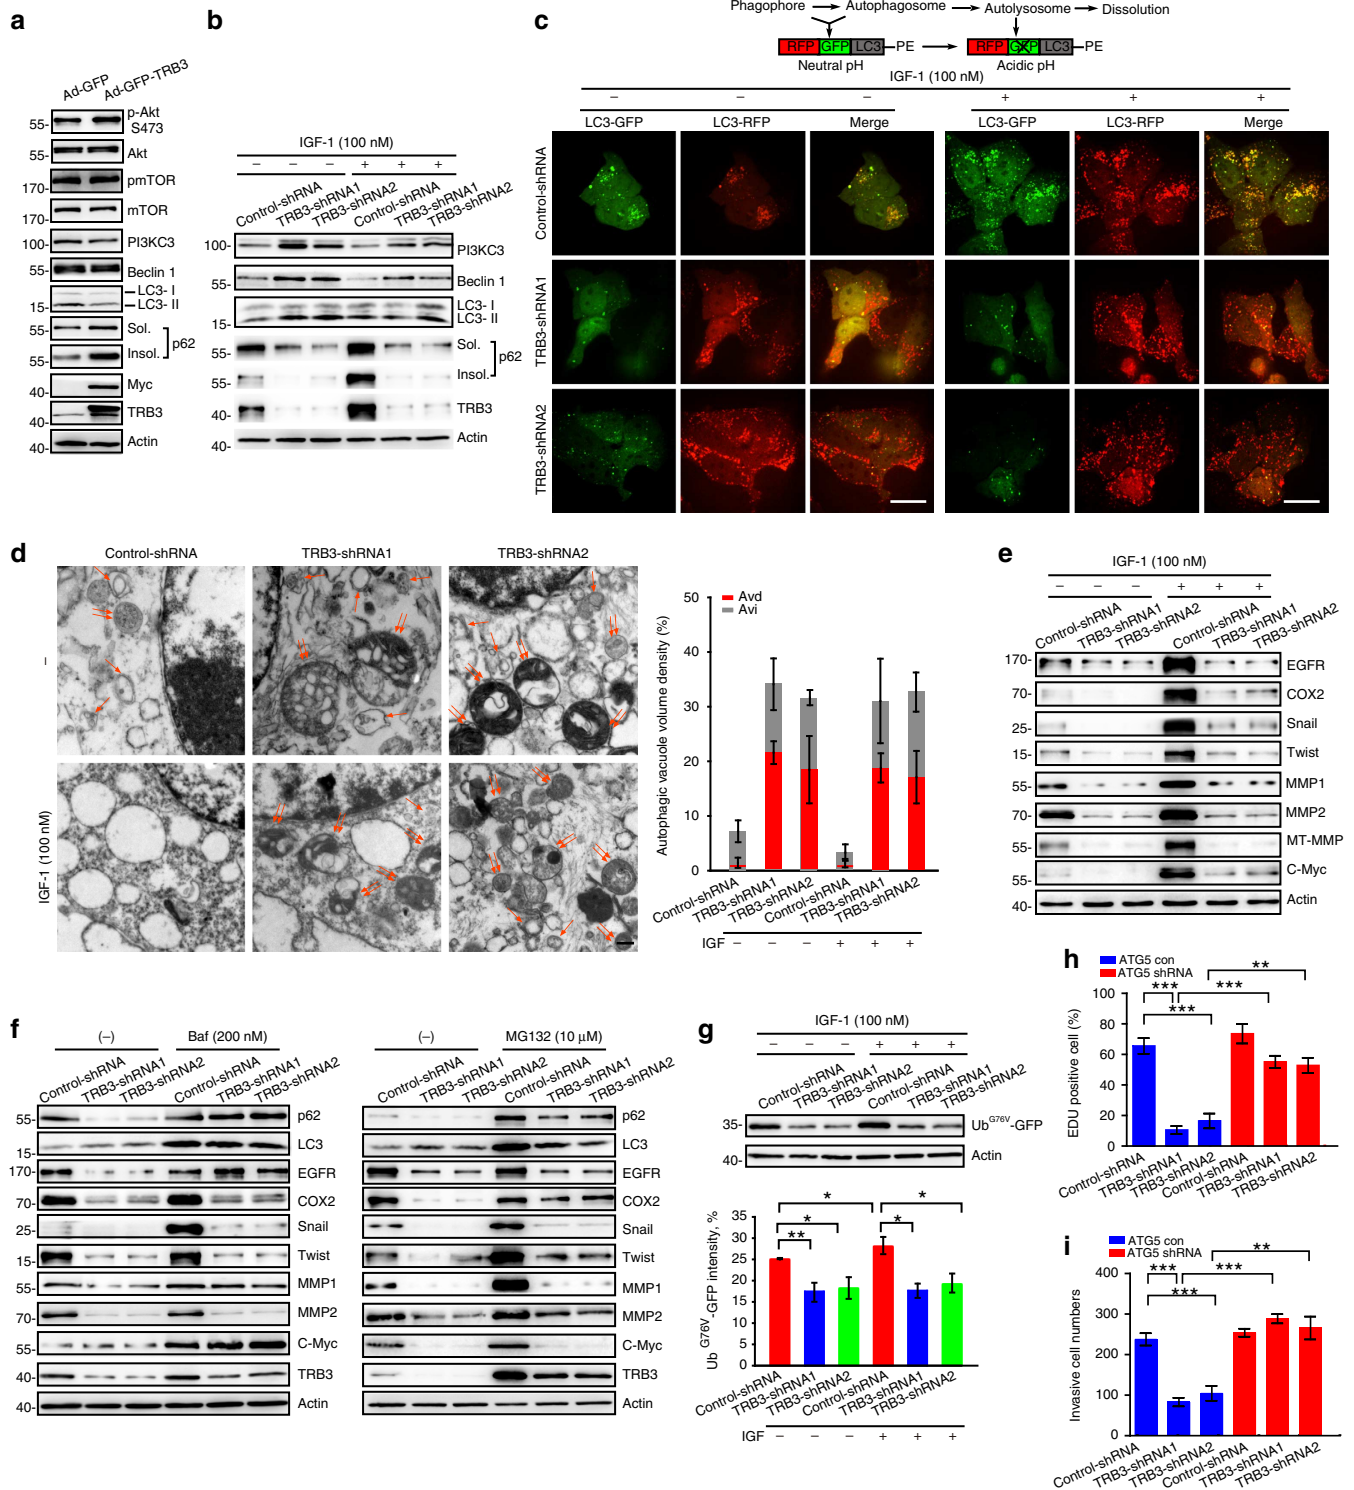 a
Ad-GFP
Ad-GFP-TRB3
55-
p-Akt
S473
55-
Akt
170-
pmTOR
170-
mTOR
100-
PI3KC3
55-
Beclin 1
LC3- I
15-
LC3- II
55-
Sol.
p62
55-
Insol.
40-
Myc
40-
TRB3
40-
Actin
b
IGF-1 (100 nM)
– – – + + +
Control-shRNA
TRB3-shRNA1
TRB3-shRNA2
Control-shRNA
TRB3-shRNA1
TRB3-shRNA2
100-
PI3KC3
55-
Beclin 1
LC3- I
15-
LC3- II
55-
Sol.
p62
55-
Insol.
40-
TRB3
40-
Actin
c
Phagophore
Autophagosome
Autolysosome
Dissolution
RFP GFP LC3 PE
RFP GFP LC3 PE
Neutral pH
Acidic pH
IGF-1 (100 nM)
– – – + + +
LC3-GFP LC3-RFP Merge LC3-GFP LC3-RFP Merge
Control-shRNA
TRB3-shRNA1
TRB3-shRNA2
d
Control-shRNA TRB3-shRNA1 TRB3-shRNA2
–
IGF-1 (100 nM)
Avd
Avi
Autophagic vacuole volume density (%)
50
40
30
20
10
0
Control-shRNA
TRB3-shRNA1
TRB3-shRNA2
Control-shRNA
TRB3-shRNA1
TRB3-shRNA2
IGF – – – + + +
e
IGF-1 (100 nM)
– – – + + +
Control-shRNA
TRB3-shRNA1
TRB3-shRNA2
Control-shRNA
TRB3-shRNA1
TRB3-shRNA2
170-
EGFR
70-
COX2
25-
Snail
15-
Twist
55-
MMP1
70-
MMP2
55-
MT-MMP
55-
C-Myc
40-
Actin
f
(–)
Baf (200 nM)
Control-shRNA
TRB3-shRNA1
TRB3-shRNA2
Control-shRNA
TRB3-shRNA1
TRB3-shRNA2
55-
p62
15-
LC3
170-
EGFR
70-
COX2
25-
Snail
15-
Twist
55-
MMP1
70-
MMP2
55-
C-Myc
40-
TRB3
40-
Actin
(–)
MG132 (10 μM)
Control-shRNA
TRB3-shRNA1
TRB3-shRNA2
Control-shRNA
TRB3-shRNA1
TRB3-shRNA2
p62
LC3
EGFR
COX2
Snail
Twist
MMP1
MMP2
C-Myc
TRB3
Actin
g
IGF-1 (100 nM)
– – – + + +
Control-shRNA
TRB3-shRNA1
TRB3-shRNA2
Control-shRNA
TRB3-shRNA1
TRB3-shRNA2
35-
Ub^G76V-GFP
40-
Actin
Ub^G76V-GFP intensity, %
35
30
25
20
15
10
5
0
* *
* ** *
Control-shRNA
TRB3-shRNA1
TRB3-shRNA2
Control-shRNA
TRB3-shRNA1
TRB3-shRNA2
IGF – – – + + +
h
ATG5 con
ATG5 shRNA
EDU positive cell (%)
100
80
60
40
20
0
**
*** ***
***
Control-shRNA
TRB3-shRNA1
TRB3-shRNA2
Control-shRNA
TRB3-shRNA1
TRB3-shRNA2
i
ATG5 con
ATG5 shRNA
Invasive cell numbers
400
300
200
100
0
**
*** ***
***
Control-shRNA
TRB3-shRNA1
TRB3-shRNA2
Control-shRNA
TRB3-shRNA1
TRB3-shRNA2